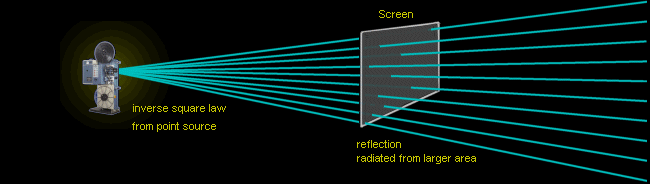 Screen
inverse square law
from point source
reflection
radiated from larger area